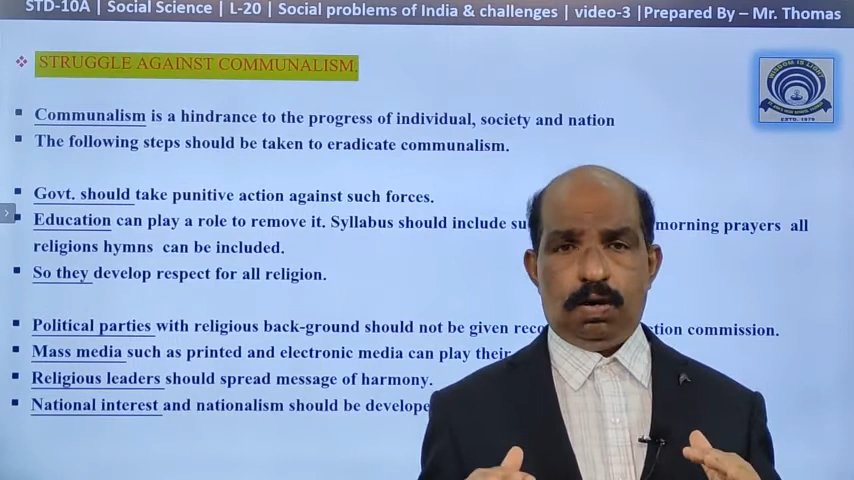 STD-10A | Social Science | L-20 | Social problems of India & challenges | video-3 |Prepared By – Mr. Thomas
STRUGGLE AGAINST COMMUNALISM.
WISDOM IS LIGHT
ESTD. 1979
Communalism is a hindrance to the progress of individual, society and nation
The following steps should be taken to eradicate communalism.
Govt. should take punitive action against such forces.
Education can play a role to remove it. Syllabus should include morning prayers all
religions hymns can be included.
So they develop respect for all religion.
Political parties with religious back-ground should not be given commission.
Mass media such as printed and electronic media can play their
Religious leaders should spread message of harmony.
National interest and nationalism should be develope